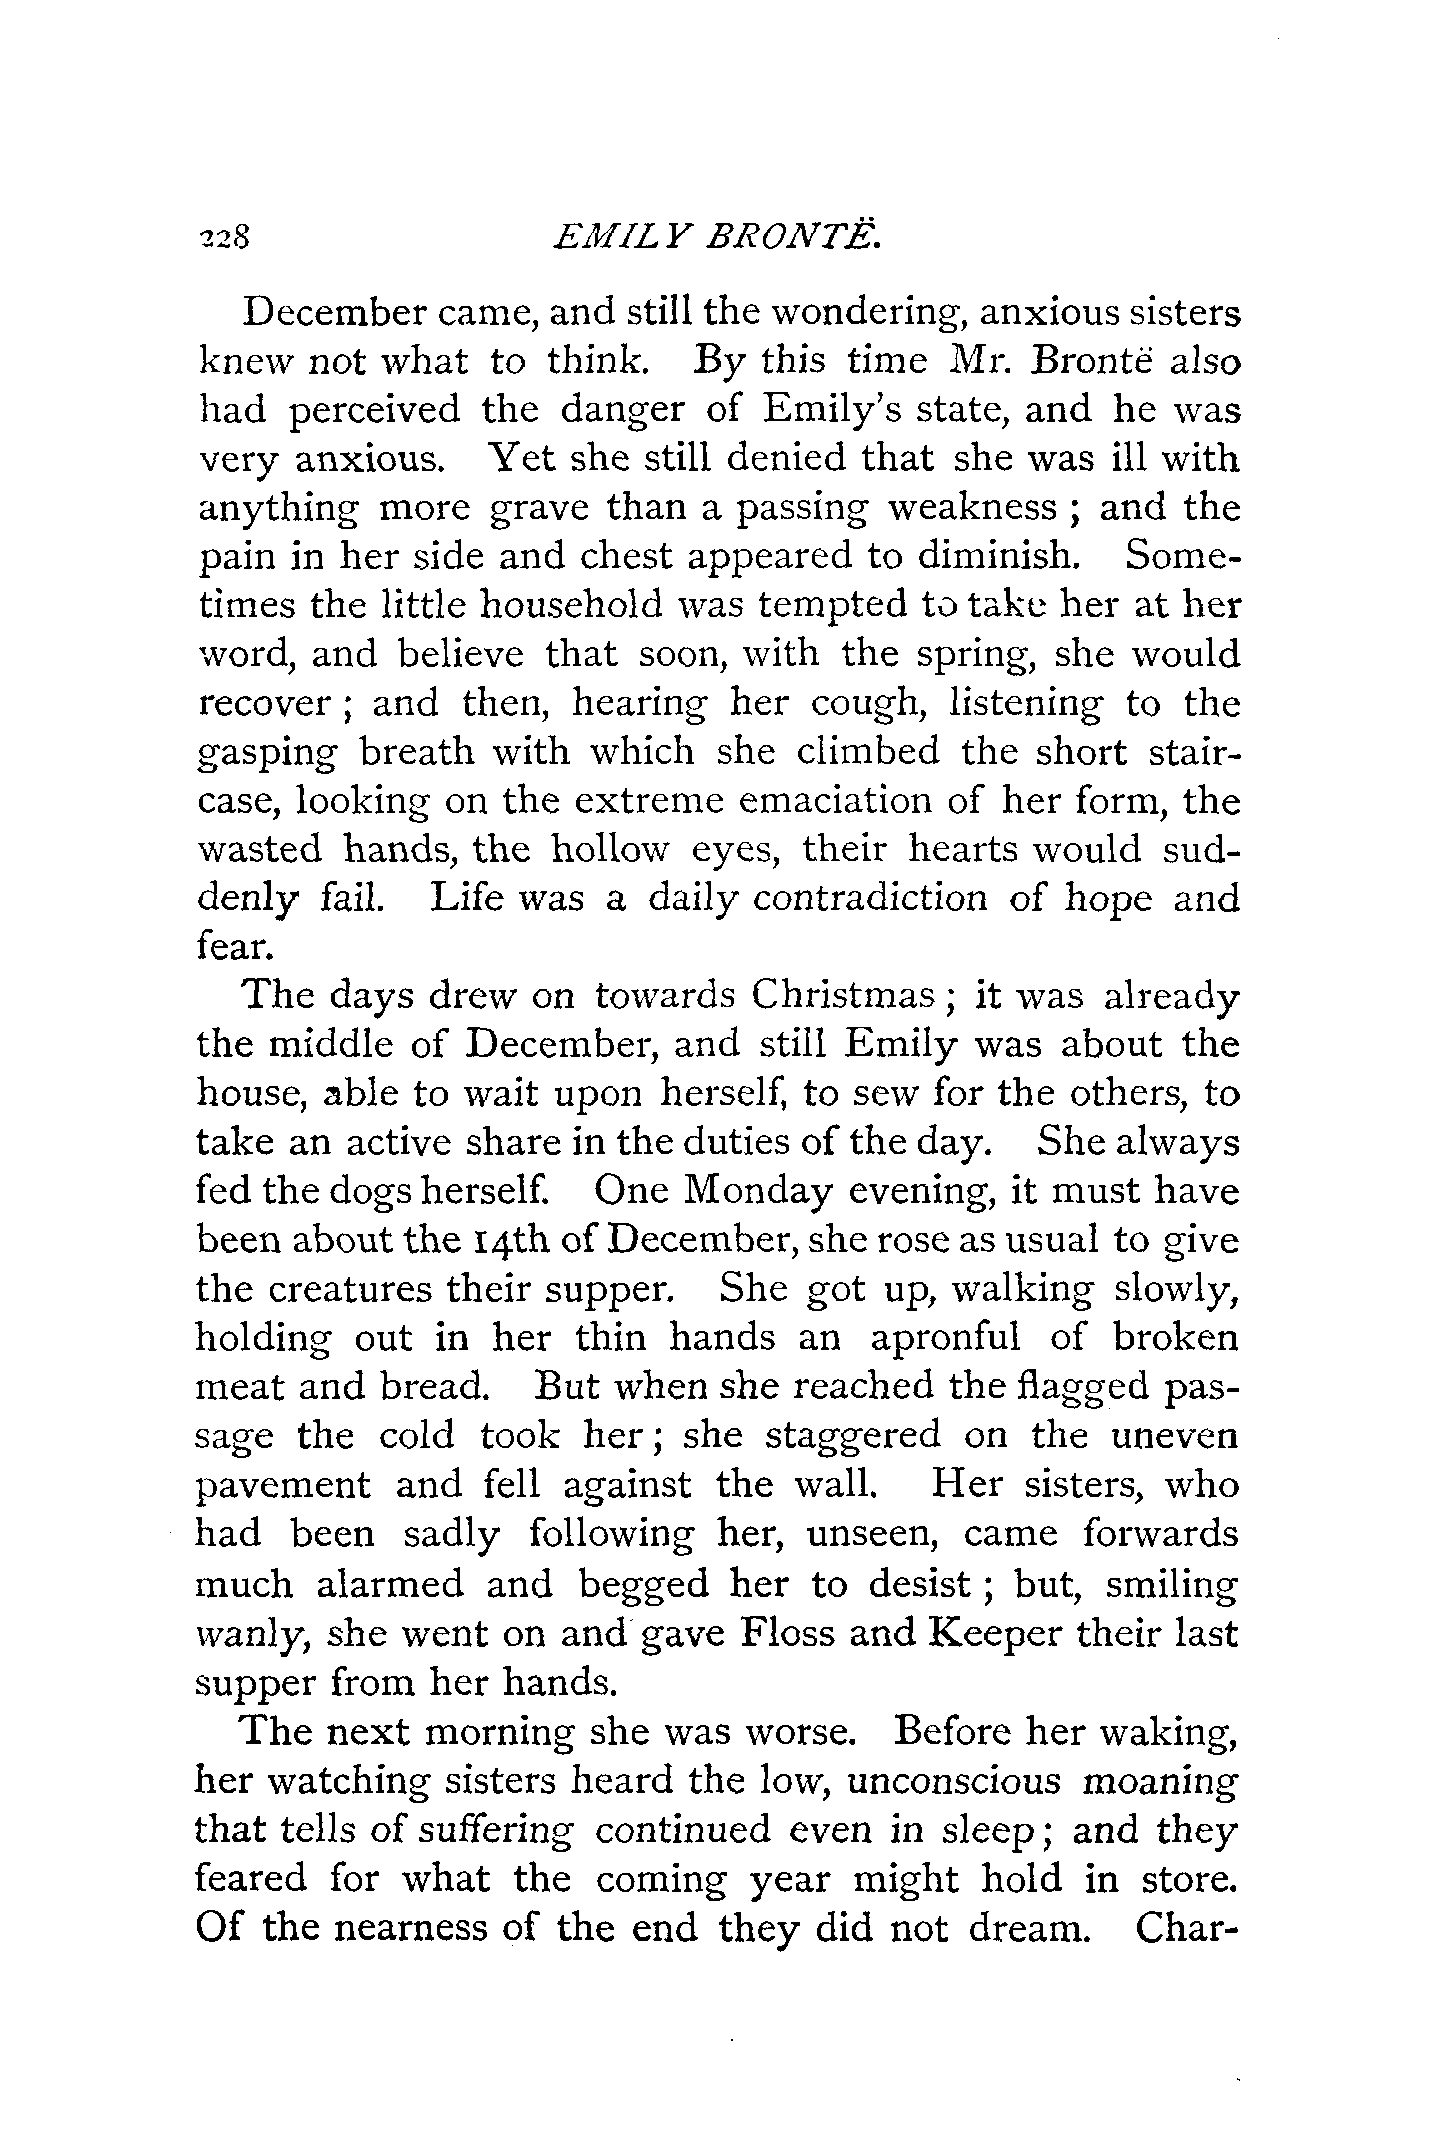 228 EMILY BRONTË.
December came, and still the wondering, anxious sisters
knew not what to think. By this time Mr. Brontë also
had perceived the danger of Emily's state, and he was
very anxious. Yet she still denied that she was ill with
anything more grave than a passing weakness ; and the
pain in her side and chest appeared to diminish. Some-
times the little household was tempted to take her at her
word, and believe that soon, with the spring, she would
recover ; and then, hearing her cough, listening to the
gasping breath with which she climbed the short stair-
case, looking on the extreme emaciation of her form, the
wasted hands, the hollow eyes, their hearts would sud-
denly fail. Life was a daily contradiction of hope and
fear.
The days drew on towards Christmas ; it was already
the middle of December, and still Emily was about the
house, able to wait upon herself, to sew for the others, to
take an active share in the duties of the day. She always
fed the dogs herself. One Monday evening, it must have
been about the 14th of December, she rose as usual to give
the creatures their supper. She got up, walking slowly,
holding out in her thin hands an apronful of broken
meat and bread. But when she reached the flagged pas-
sage the cold took her ; she staggered on the uneven
pavement and fell against the wall. Her sisters, who
had been sadly following her, unseen, came forwards
much alarmed and begged her to desist ; but, smiling
wanly, she went on and gave Floss and Keeper their last
supper from her hands.
The next morning she was worse. Before her waking,
her watching sisters heard the low, unconscious moaning
that tells of suffering continued even in sleep ; and they
feared for what the coming year might hold in store.
Of the nearness of the end they did not dream. Char-